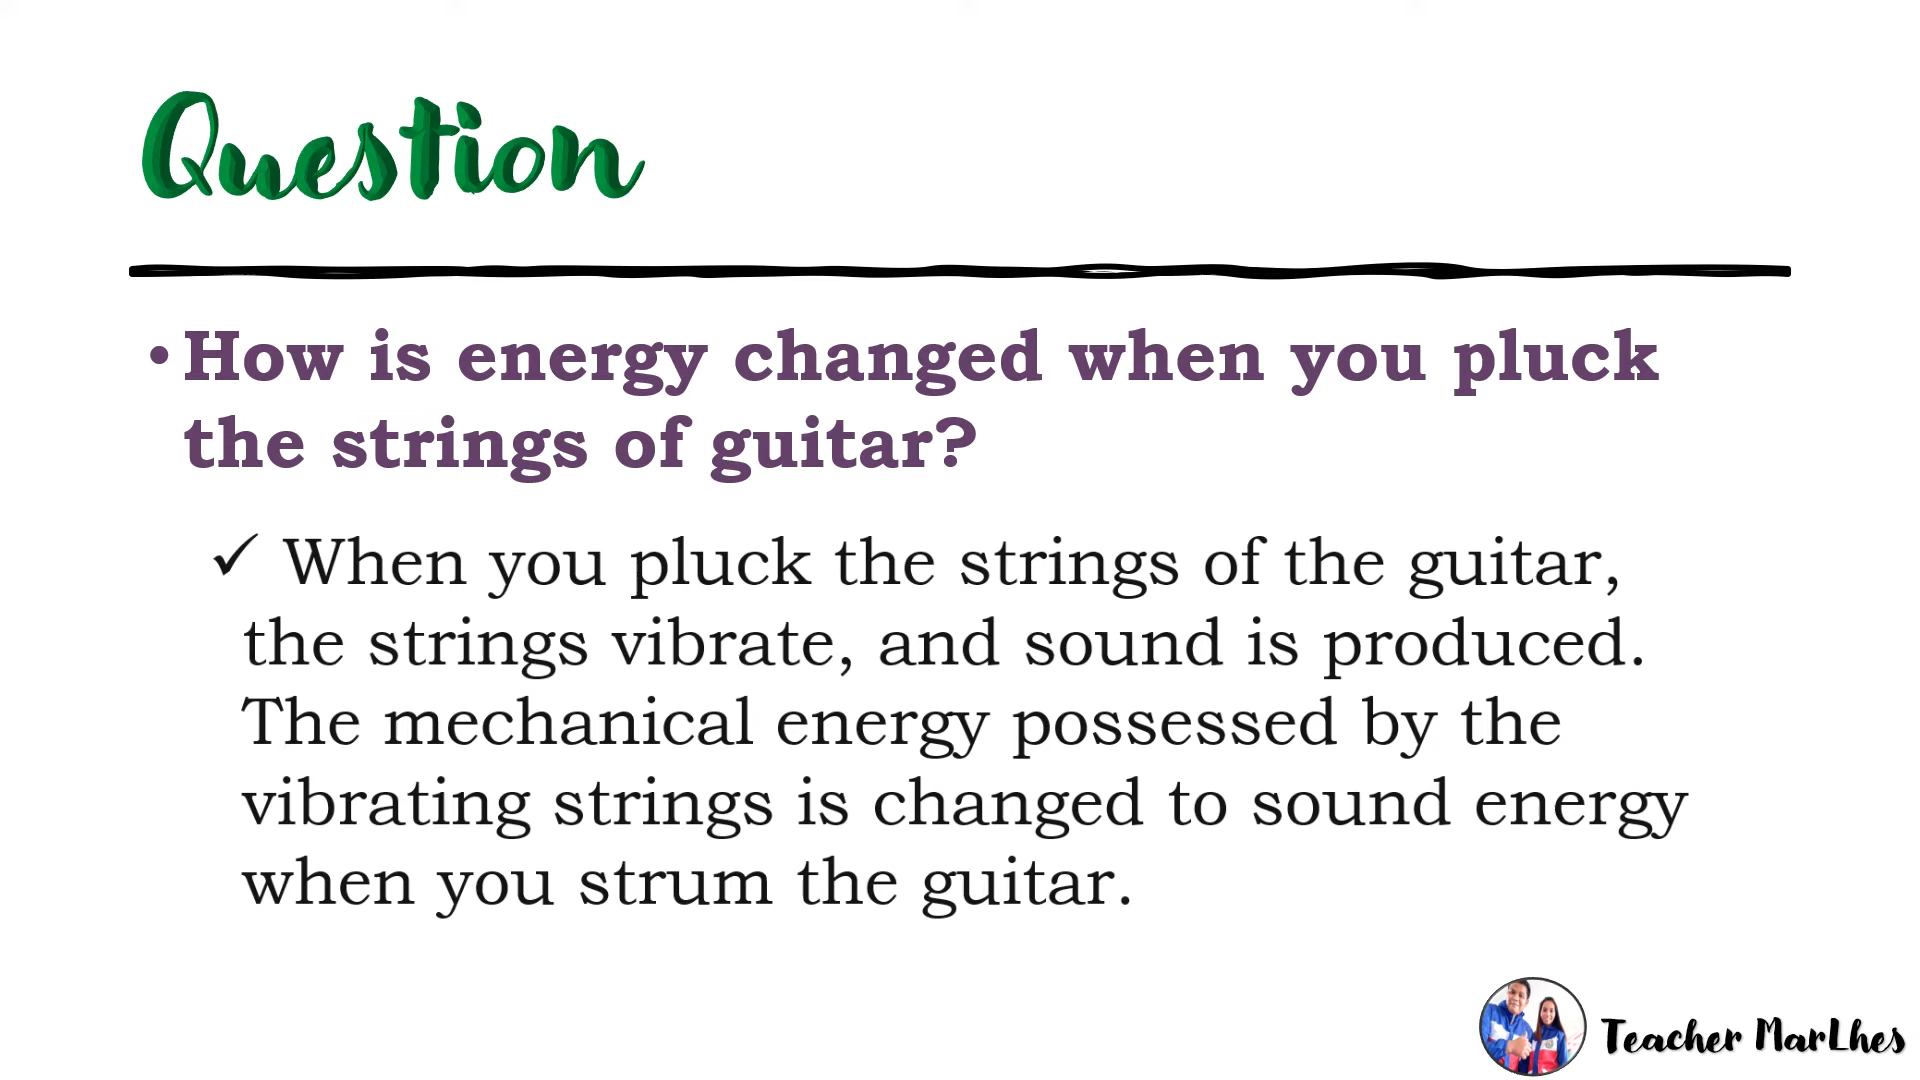 Question
• How is energy changed when you pluck
the strings of guitar?
✓ When you pluck the strings of the guitar,
the strings vibrate, and sound is produced.
The mechanical energy possessed by the
vibrating strings is changed to sound energy
when you strum the guitar.
Teacher MarLhes